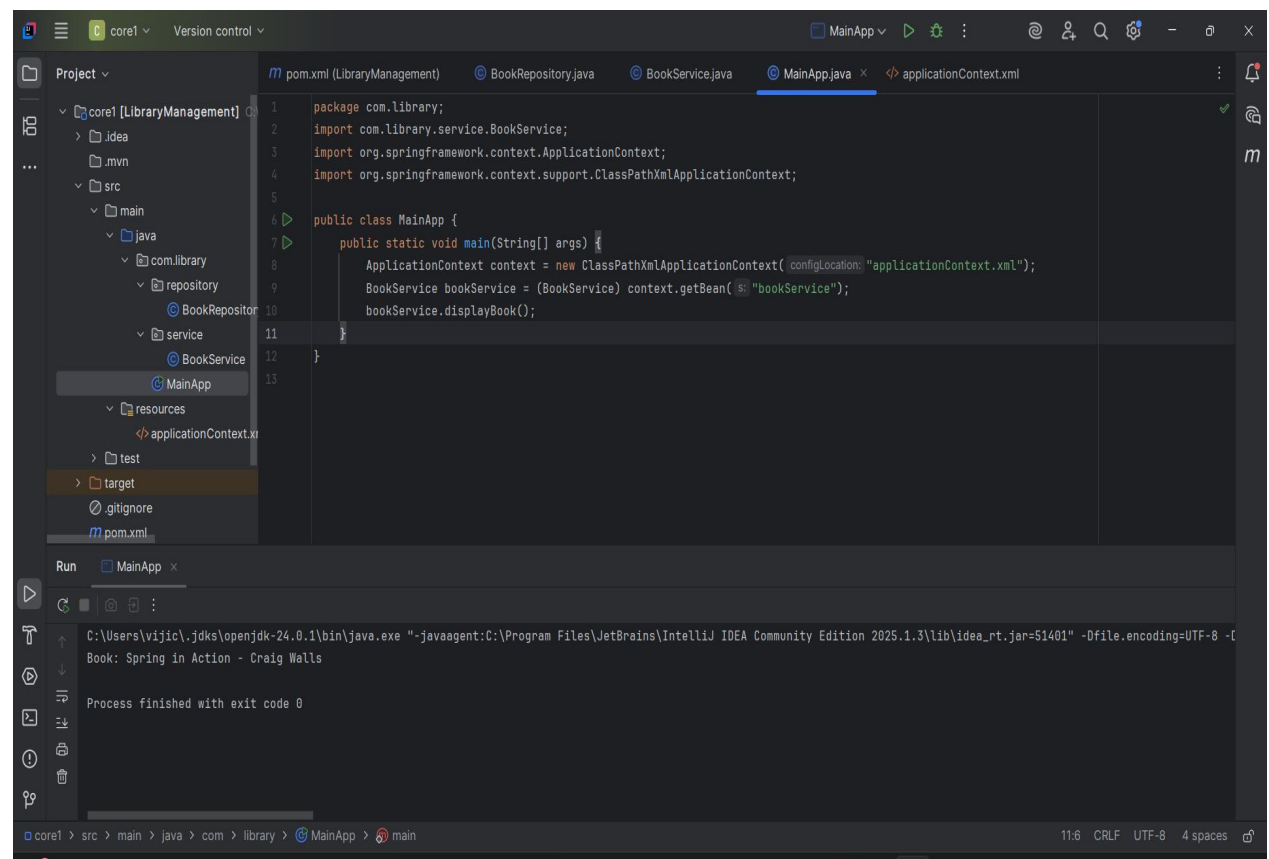 C core1 Version control MainApp
Project
m pom.xml (LibraryManagement) BookRepository.java BookService.java MainApp.java applicationContext.xml
core1 [LibraryManagement]
.idea
.mvn
src
main
java
com.library
repository
BookRepositor
service
BookService
MainApp
resources
applicationContext.x
test
target
.gitignore
m pom.xml
1 package com.library;
2 import com.library.service.BookService;
3 import org.springframework.context.ApplicationContext;
4 import org.springframework.context.support.ClassPathXmlApplicationContext;
5
6 public class MainApp {
7 public static void main(String[] args) {
8 ApplicationContext context = new ClassPathXmlApplicationContext( configLocation: "applicationContext.xml");
9 BookService bookService = (BookService) context.getBean( s: "bookService");
10 bookService.displayBook();
11 }
12 }
13
m
Run MainApp
C:\Users\vijic\.jdks\openjdk-24.0.1\bin\java.exe "-javaagent:C:\Program Files\JetBrains\IntelliJ IDEA Community Edition 2025.1.3\lib\idea_rt.jar=51401" -Dfile.encoding=UTF-8 -D
Book: Spring in Action - Craig Walls
Process finished with exit code 0
core1 > src > main > java > com > library > MainApp > main 11:6 CRLF UTF-8 4 spaces